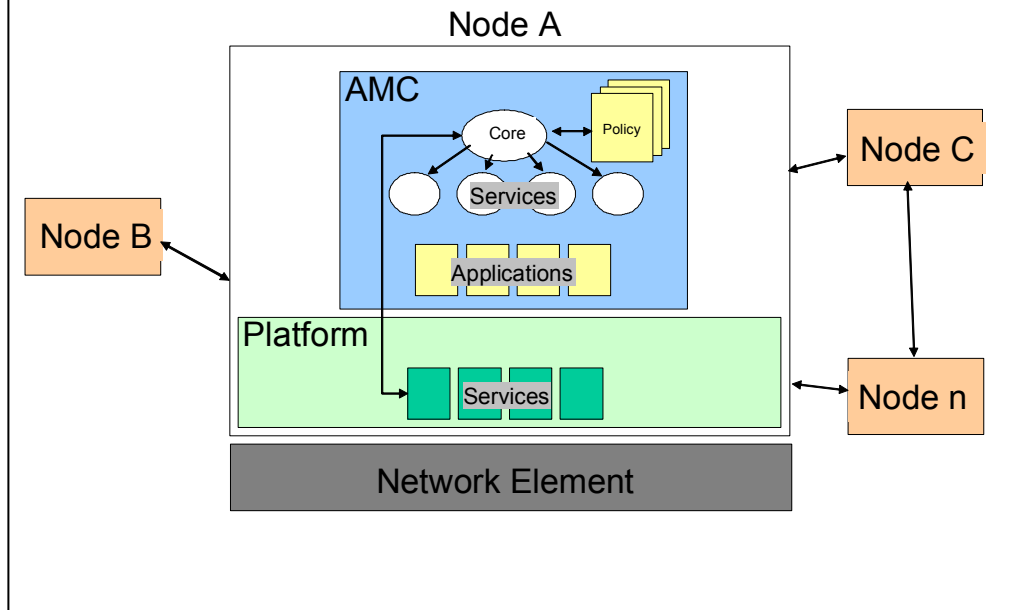 Node A
AMC
Core
Policy
Node C
Services
Node B
Applications
Platform
Services
Node n
Network Element